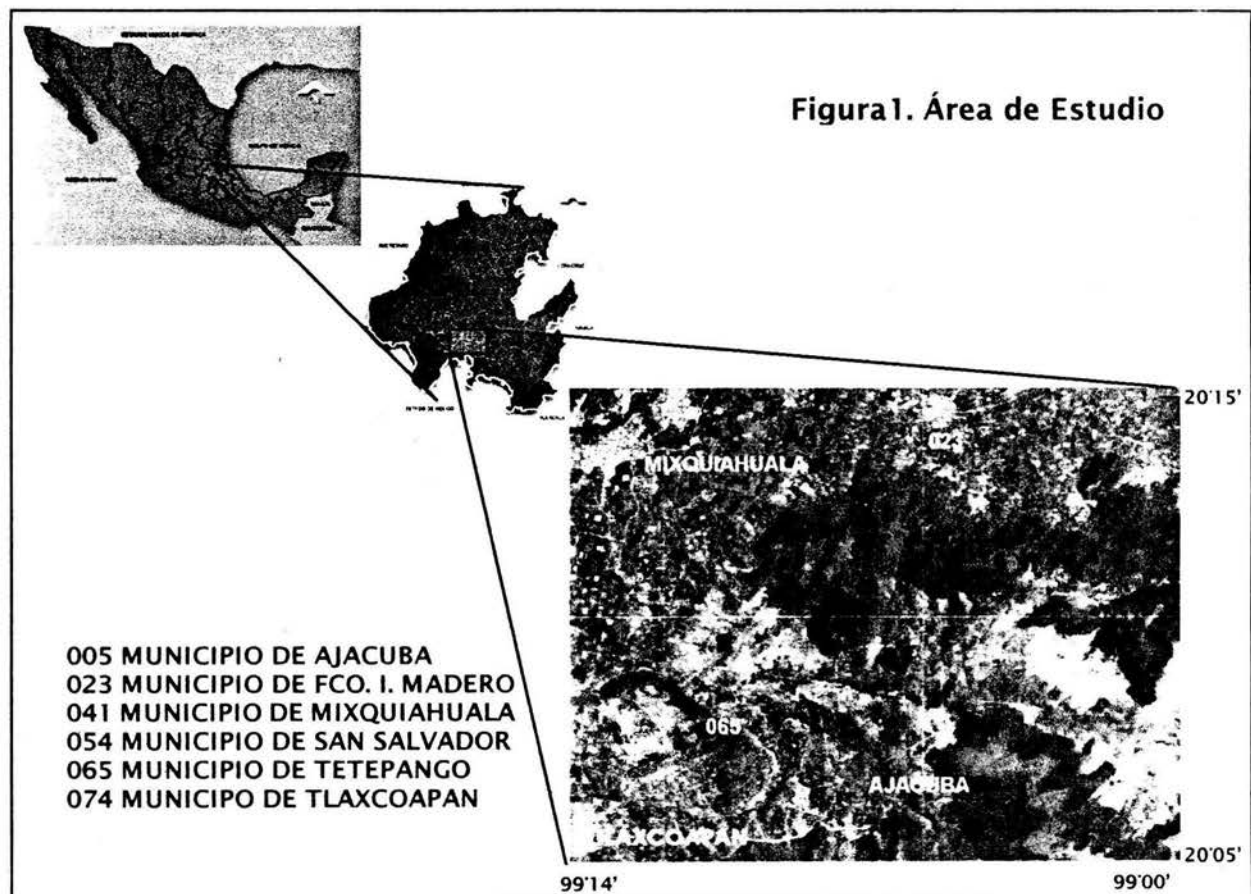 Figura1. Área de Estudio
20°15'
023
MIXQUIAHUALA
005 MUNICIPIO DE AJACUBA
023 MUNICIPIO DE FCO. I. MADERO
041 MUNICIPIO DE MIXQUIAHUALA
054 MUNICIPIO DE SAN SALVADOR
065 MUNICIPIO DE TETEPANGO
074 MUNICIPO DE TLAXCOAPAN
065
AJACUBA
TLAXCOAPAN
20°05'
99°14'
99°00'